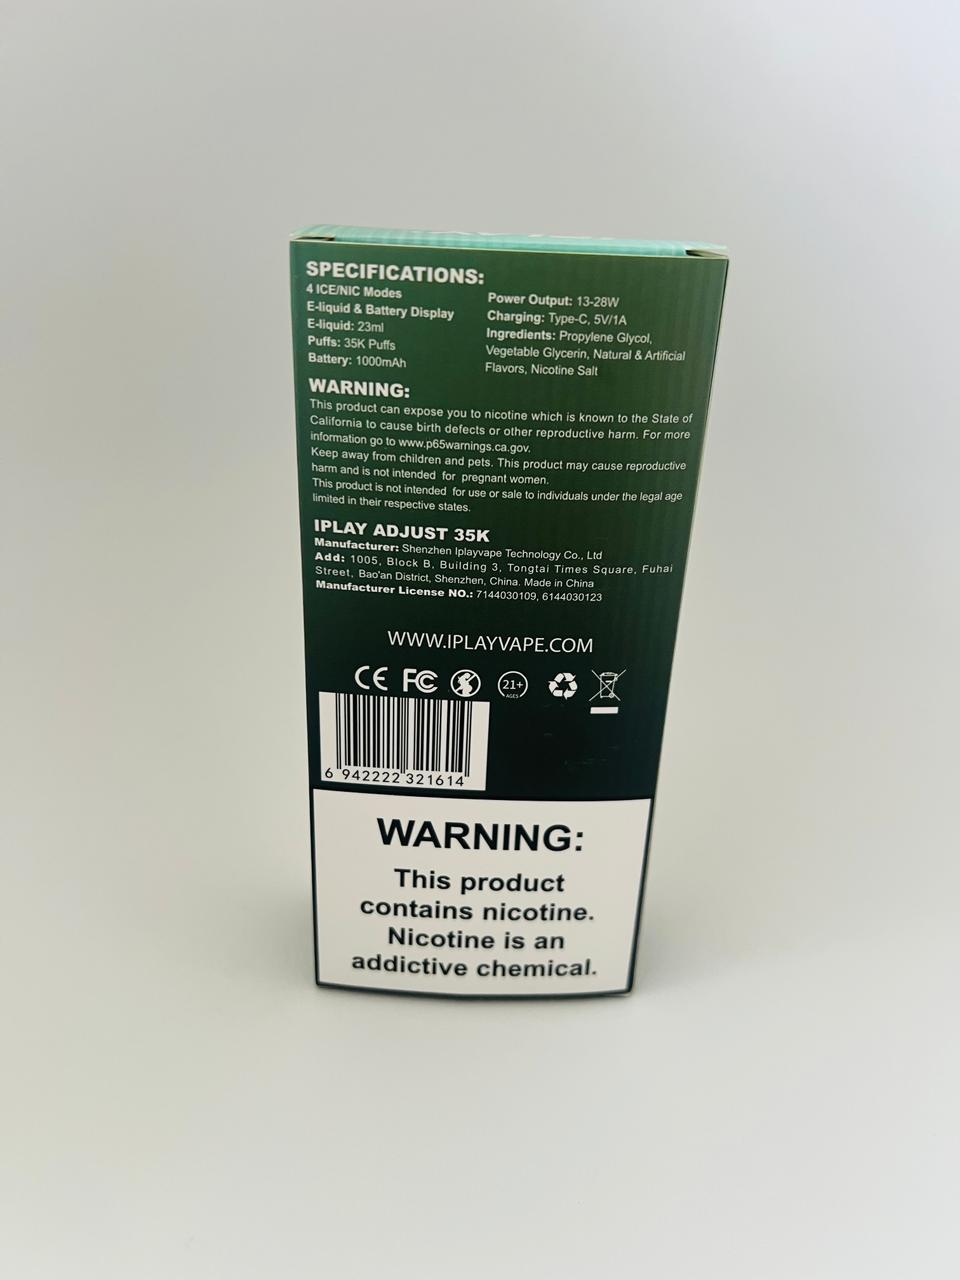 SPECIFICATIONS:
4 ICE/NIC Modes
E-liquid & Battery Display
E-liquid: 23ml
Puffs: 35K Puffs
Battery: 1000mAh
Power Output: 13-28W
Charging: Type-C, 5V/1A
Ingredients: Propylene Glycol,
Vegetable Glycerin, Natural & Artificial
Flavors, Nicotine Salt
WARNING:
This product can expose you to nicotine which is known to the State of
California to cause birth defects or other reproductive harm. For more
information go to www.p65warnings.ca.gov.
Keep away from children and pets. This product may cause reproductive
harm and is not intended for pregnant women.
This product is not intended for use or sale to individuals under the legal age
limited in their respective states.
IPLAY ADJUST 35K
Manufacturer: Shenzhen Iplayvape Technology Co., Ltd
Add: 1005, Block B, Building 3, Tongtai Times Square, Fuhai
Street, Bao'an District, Shenzhen, China. Made in China
Manufacturer License NO.: 7144030109, 6144030123
WWW.IPLAYVAPE.COM
CE FC 21+
AGES
6 942222 321614
WARNING:
This product
contains nicotine.
Nicotine is an
addictive chemical.